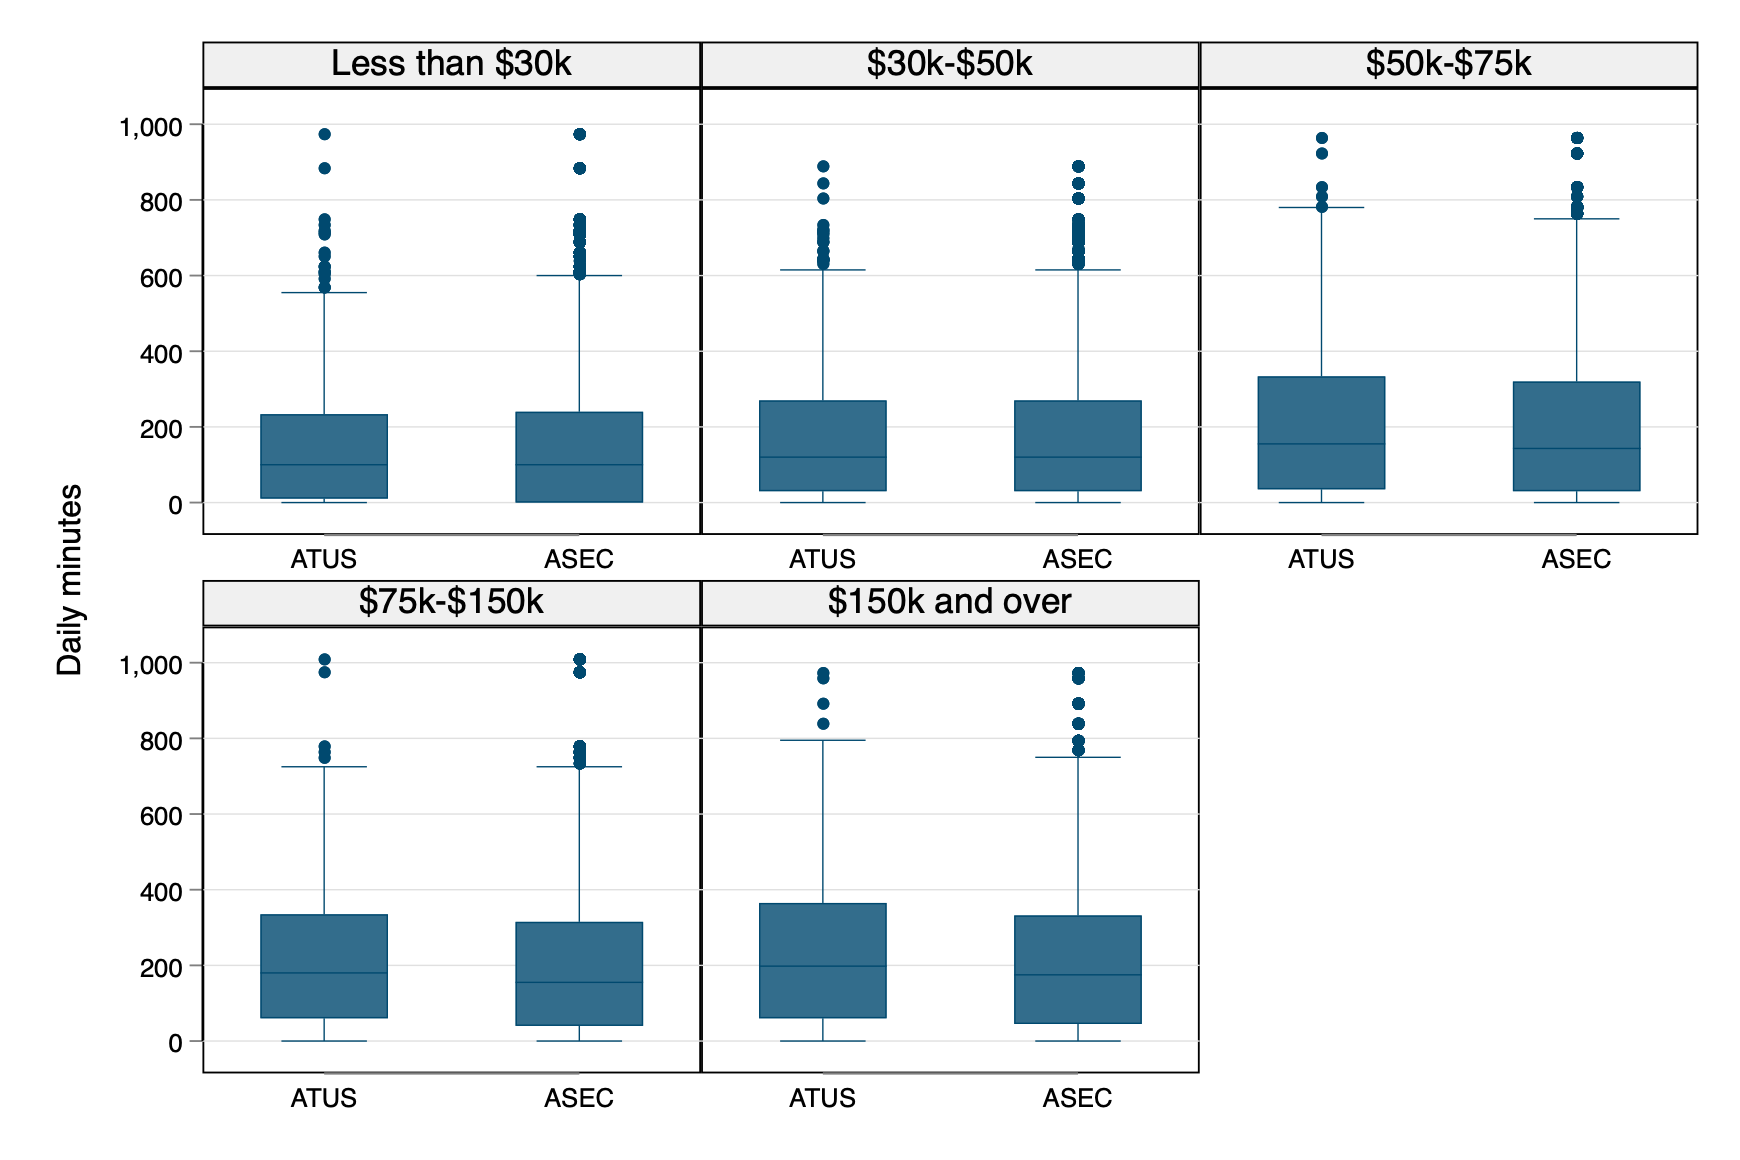 Less than $30k
$30k-$50k
$50k-$75k
1,000
800
600
400
200
0
ATUS
ASEC
ATUS
ASEC
ATUS
ASEC
Daily minutes
$75k-$150k
$150k and over
1,000
800
600
400
200
0
ATUS
ASEC
ATUS
ASEC